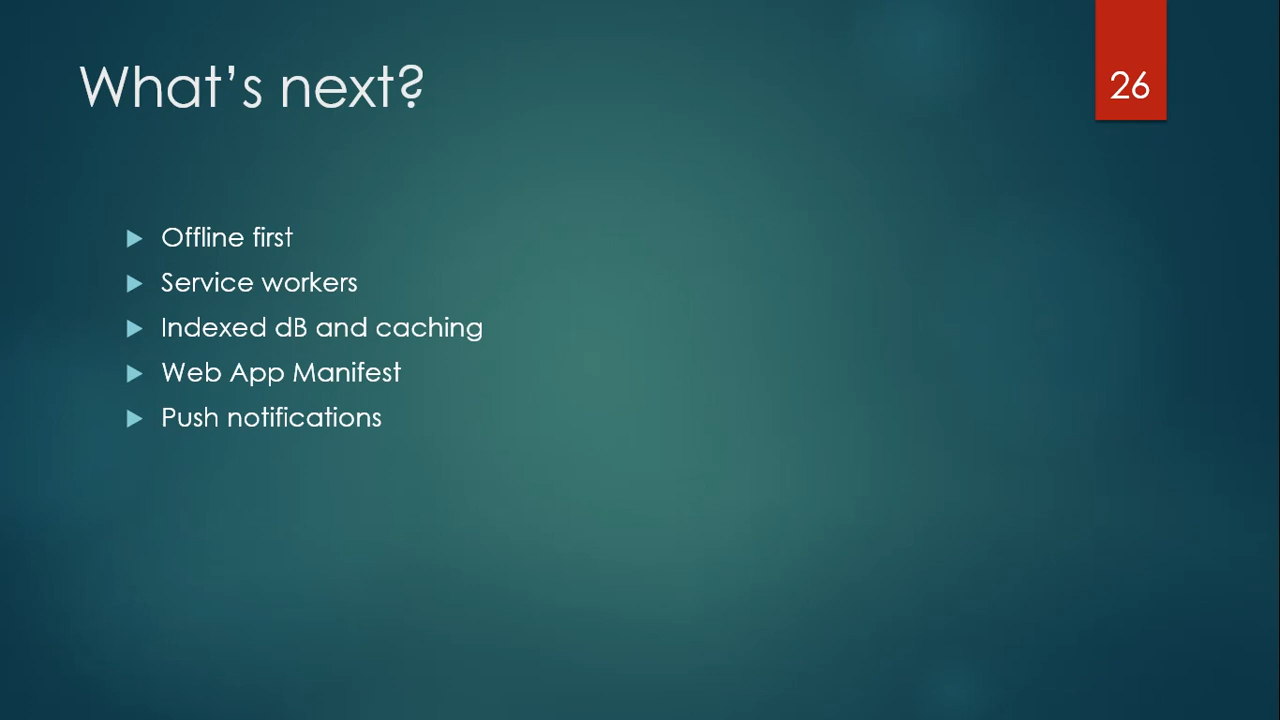 What’s next?
26
Offline first
Service workers
Indexed dB and caching
Web App Manifest
Push notifications